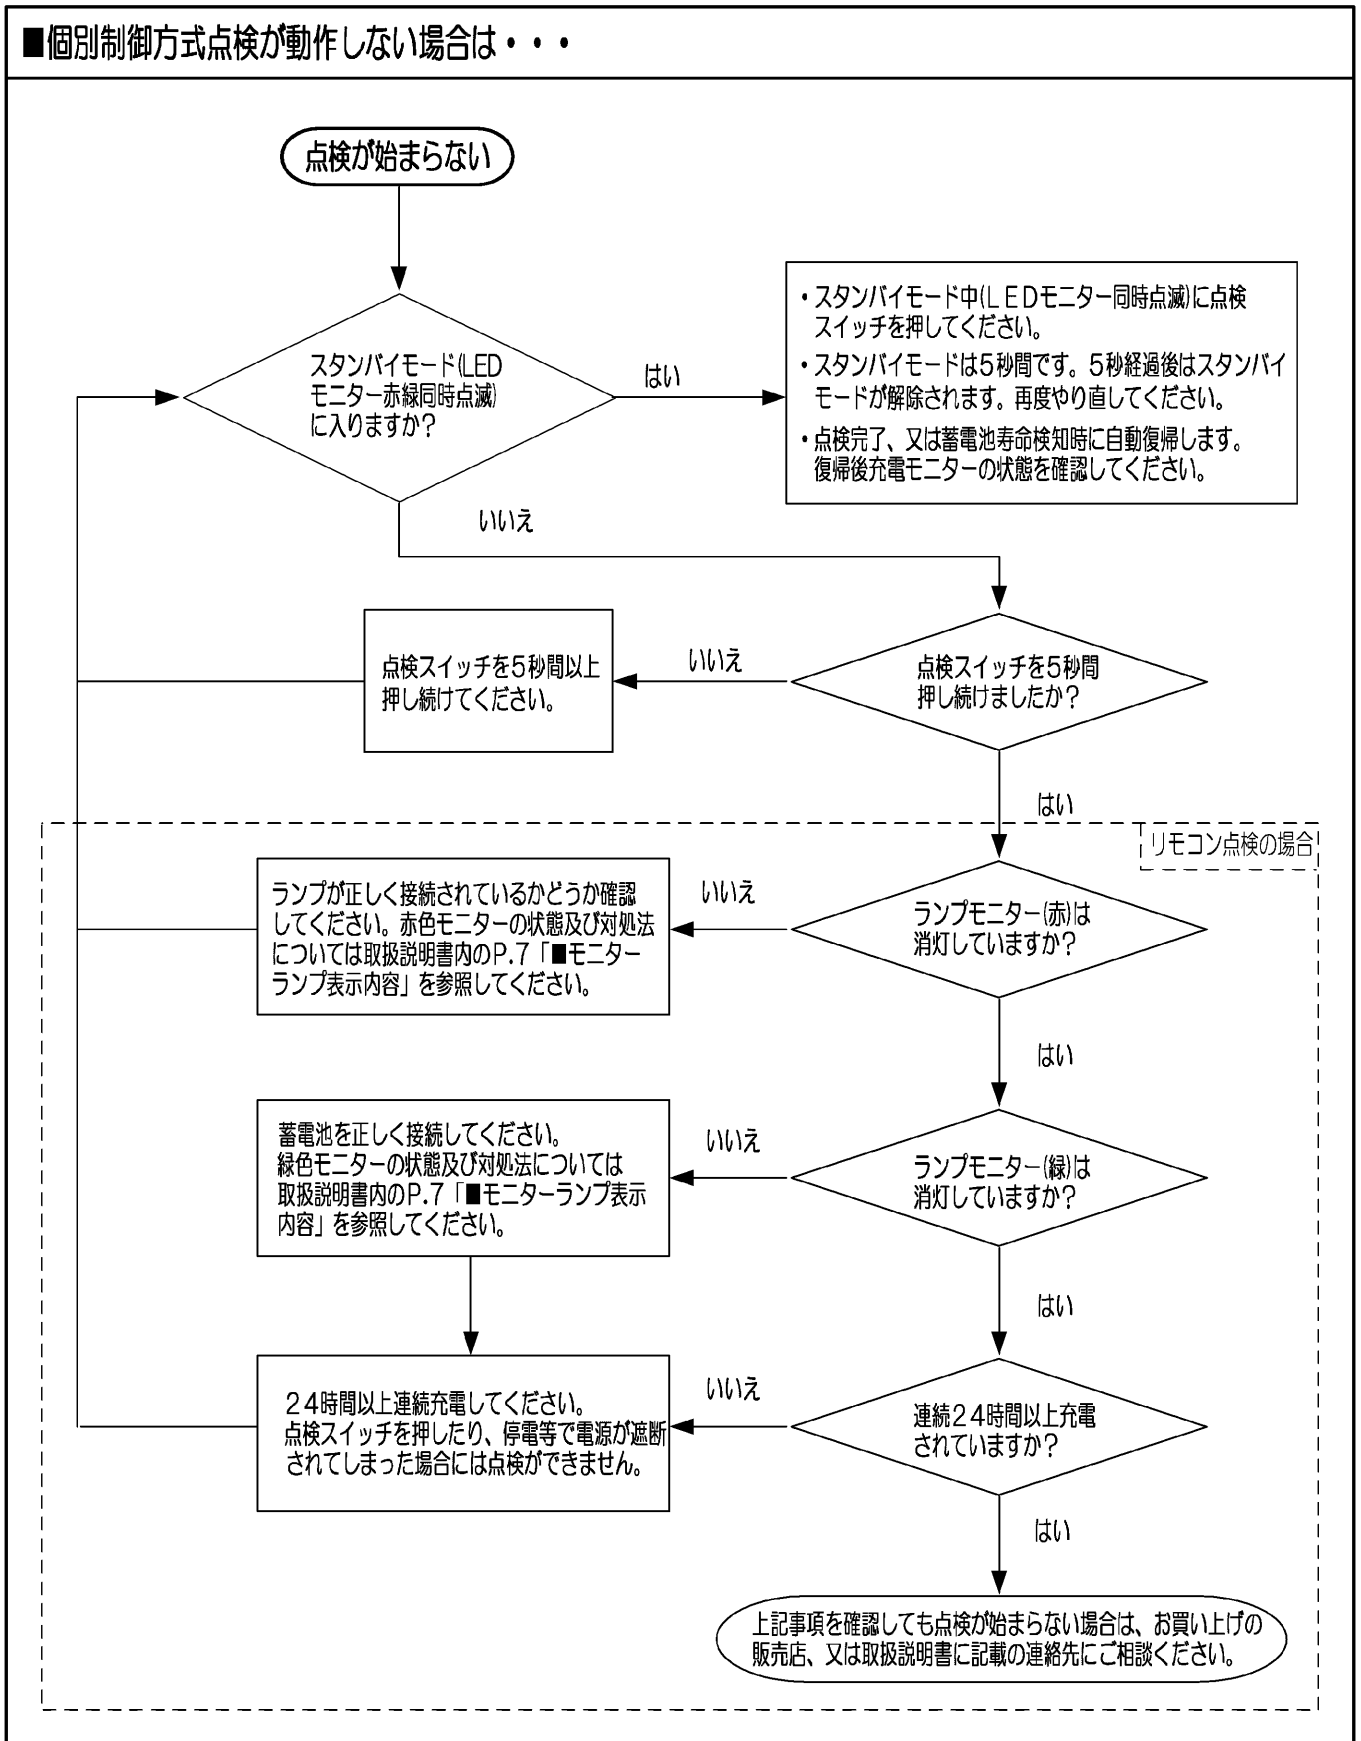 ■個別制御方式点検が動作しない場合は・・・
点検が始まらない
スタンバイモード(LED
モニター赤緑同時点滅)
に入りますか?
はい
・スタンバイモード中(LEDモニター同時点滅)に点検
スイッチを押してください。
・スタンバイモードは5秒間です。5秒経過後はスタンバイ
モードが解除されます。再度やり直してください。
・点検完了、又は蓄電池寿命検知時に自動復帰します。
復帰後充電モニターの状態を確認してください。
いいえ
点検スイッチを5秒間
押し続けましたか?
いいえ
点検スイッチを5秒間以上
押し続けてください。
はい
リモコン点検の場合
ランプモニター(赤)は
消灯していますか?
いいえ
ランプが正しく接続されているかどうか確認
してください。赤色モニターの状態及び対処法
については取扱説明書内のP.7「■モニター
ランプ表示内容」を参照してください。
はい
ランプモニター(緑)は
消灯していますか?
いいえ
蓄電池を正しく接続してください。
緑色モニターの状態及び対処法については
取扱説明書内のP.7「■モニターランプ表示
内容」を参照してください。
はい
連続24時間以上充電
されていますか?
いいえ
24時間以上連続充電してください。
点検スイッチを押したり、停電等で電源が遮断
されてしまった場合には点検ができません。
はい
上記事項を確認しても点検が始まらない場合は、お買い上げの
販売店、又は取扱説明書に記載の連絡先にご相談ください。